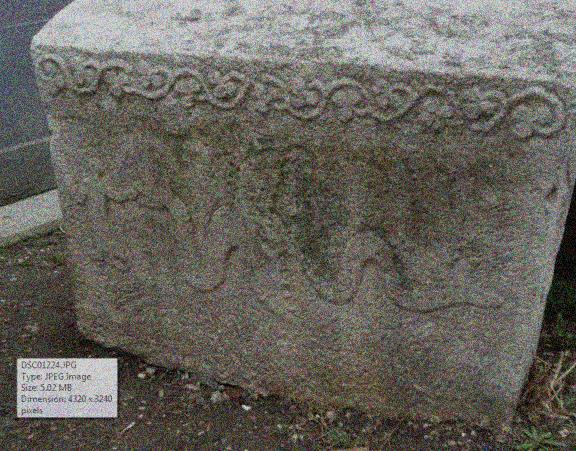 DSC01224.JPG
Type: JPEG Image
Size: 5.02 MB
Dimension: 4320 x 3240
pixels